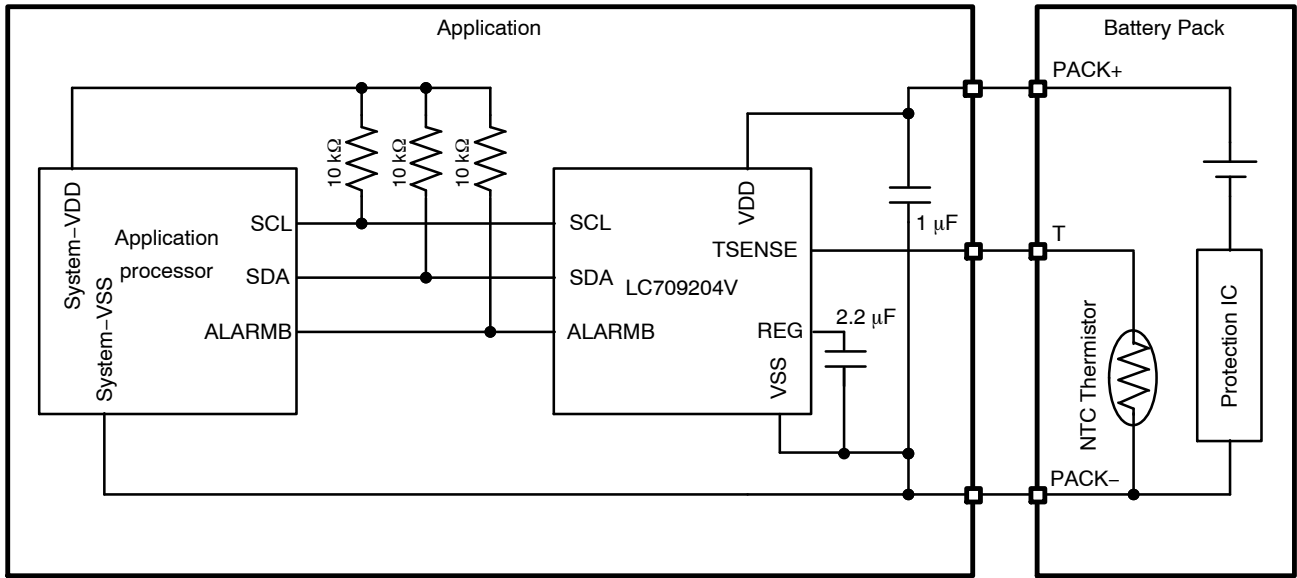 Application
Battery Pack
PACK+
10 kΩ
10 kΩ
10 kΩ
System−VDD
System−VSS
Application
processor
SCL
SDA
ALARMB
SCL
SDA
ALARMB
LC709204V
VDD
TSENSE
REG
VSS
1 μF
2.2 μF
T
NTC Thermistor
Protection IC
PACK−